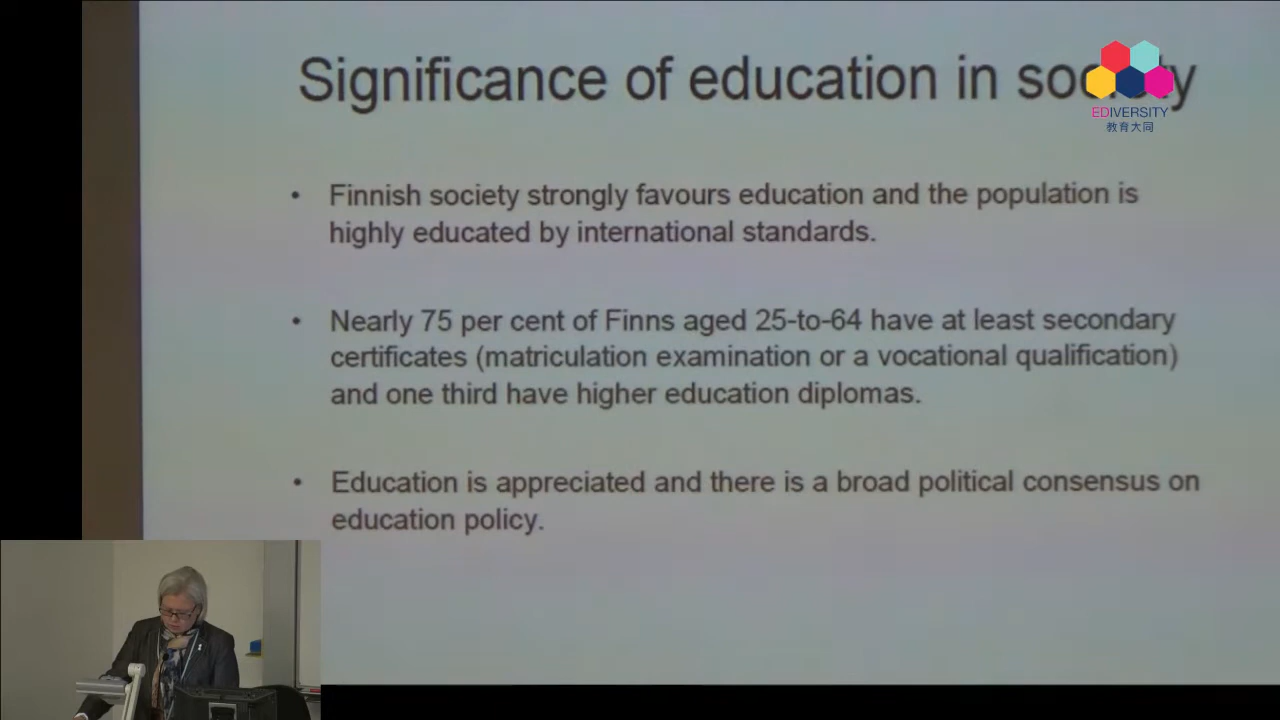 Significance of education in society
EDIVERSITY
教育大同
• Finnish society strongly favours education and the population is
highly educated by international standards.
• Nearly 75 per cent of Finns aged 25-to-64 have at least secondary
certificates (matriculation examination or a vocational qualification)
and one third have higher education diplomas.
• Education is appreciated and there is a broad political consensus on
education policy.